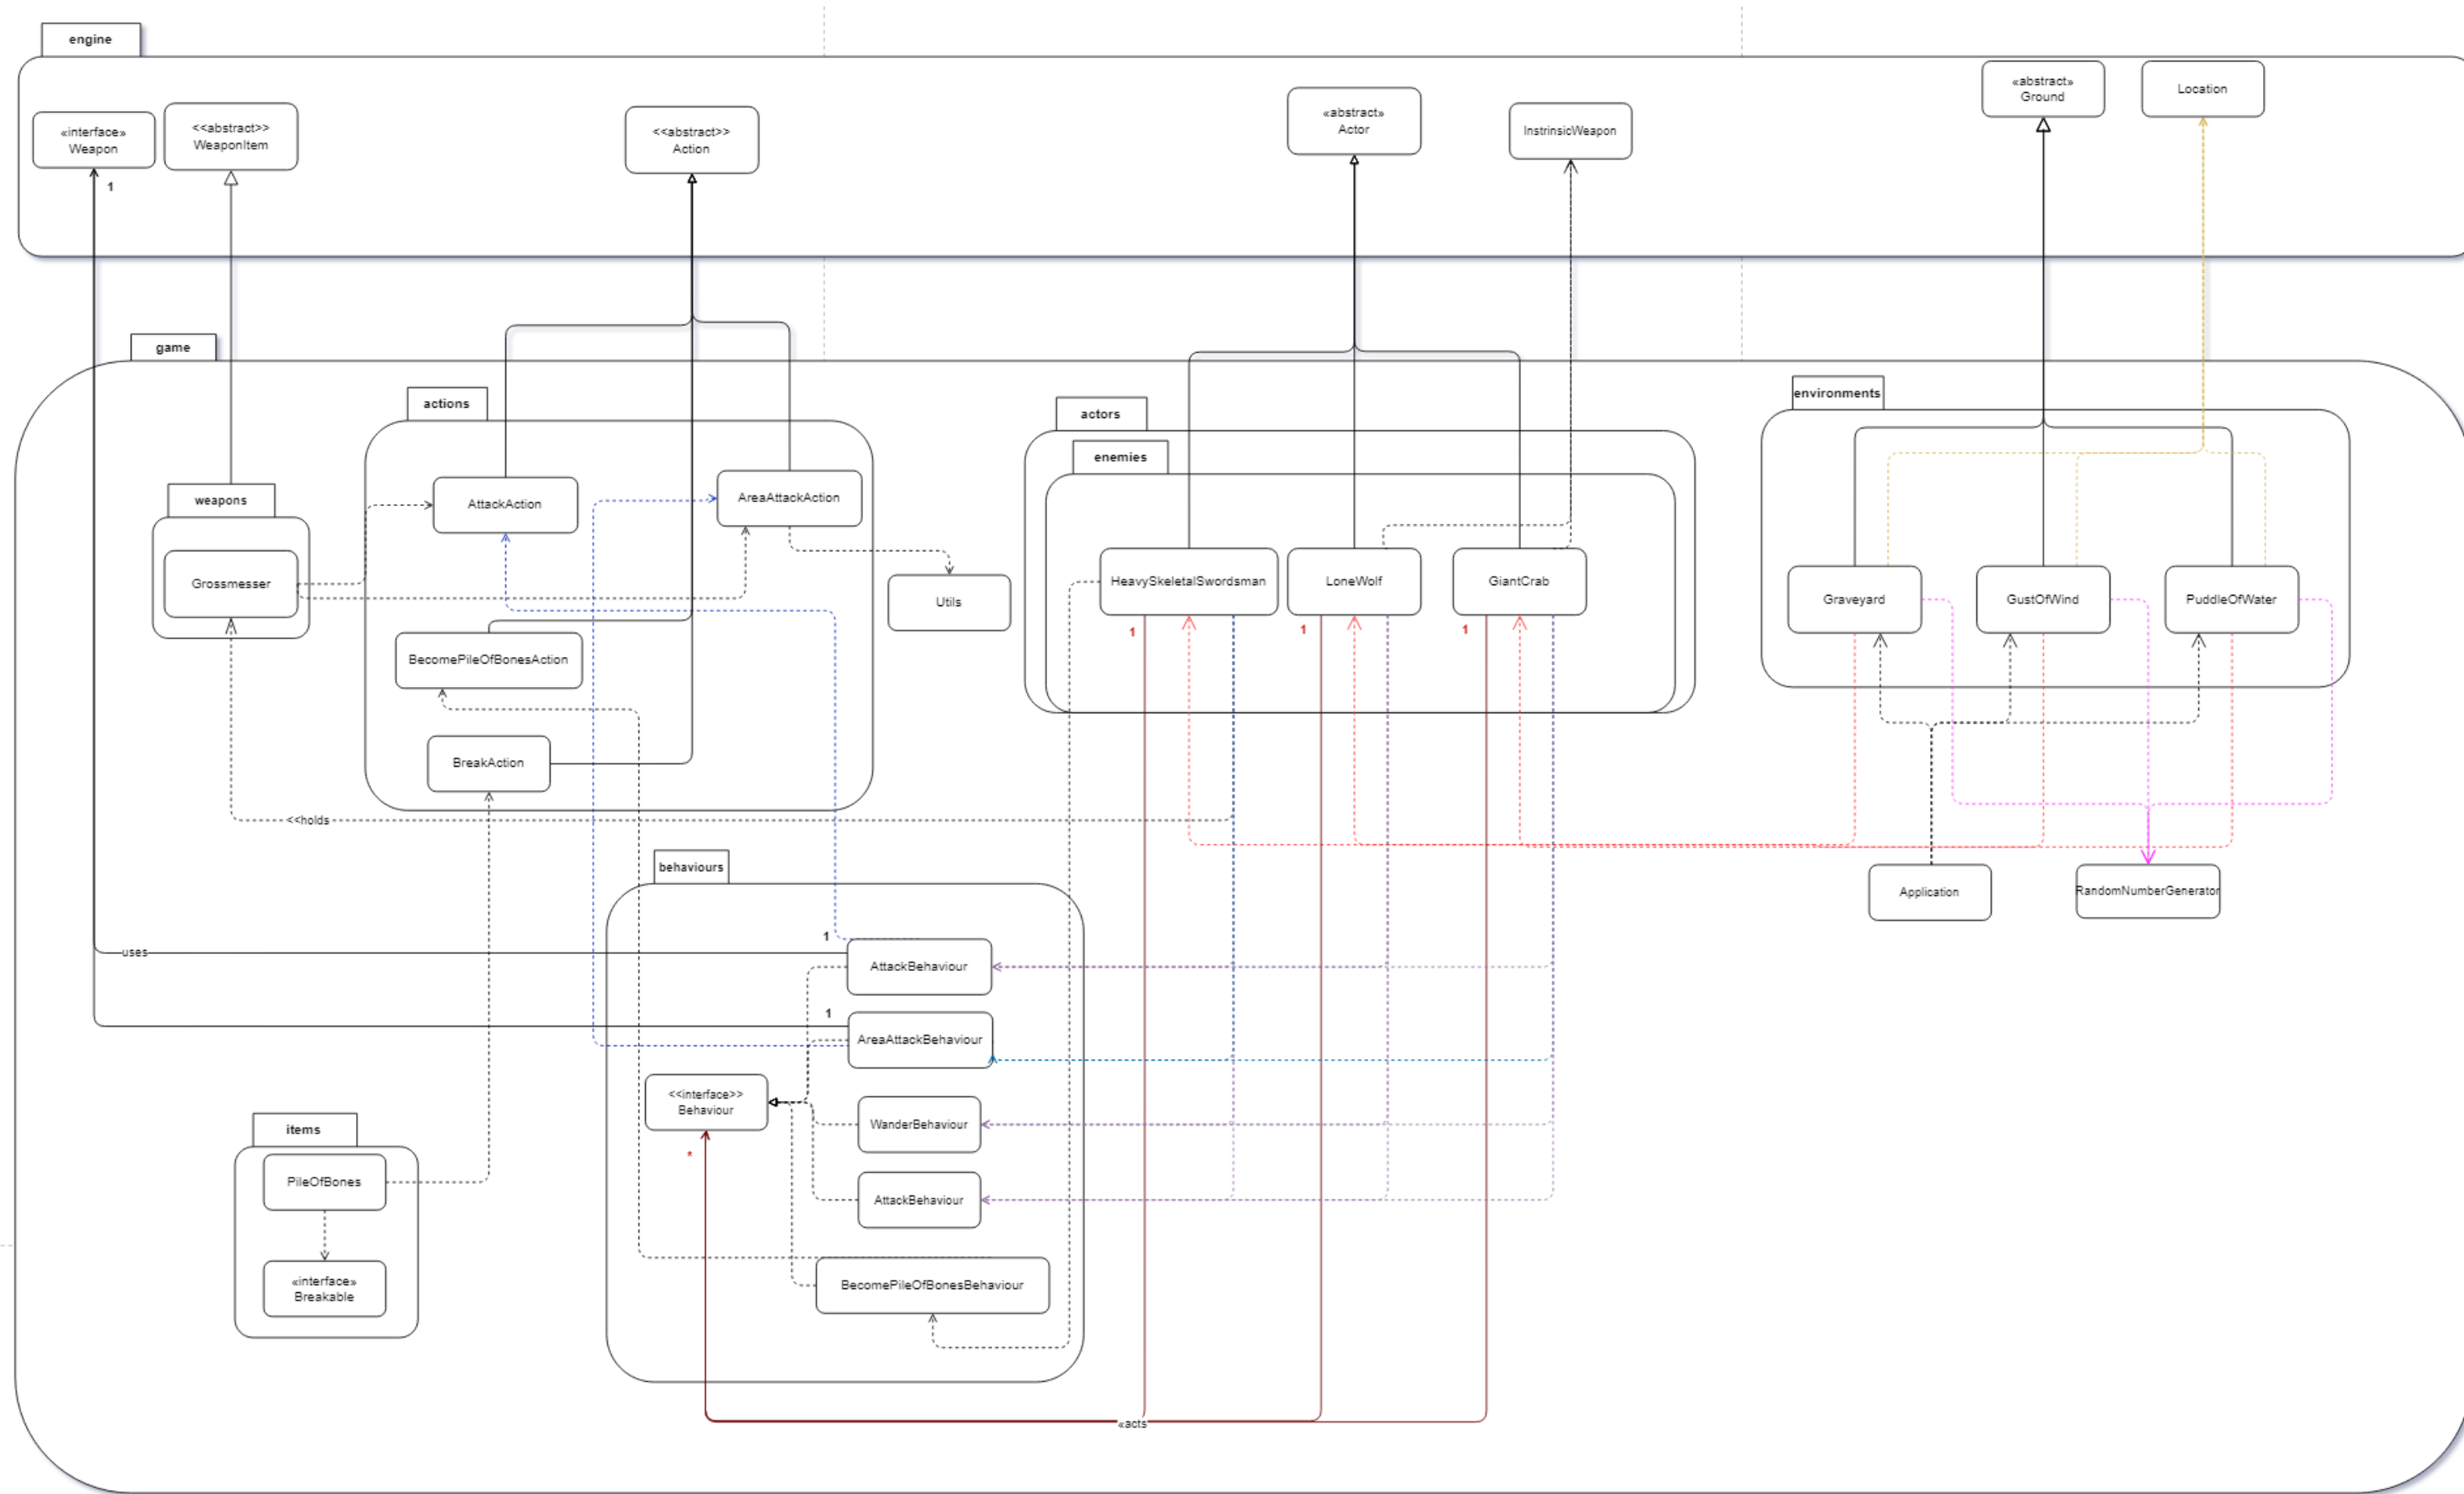 engine
«interface»
Weapon
<<abstract>>
WeaponItem
<<abstract>>
Action
«abstract»
Actor
InstrinsicWeapon
«abstract»
Ground
Location
1
game
actions
actors
environments
enemies
weapons
AttackAction
AreaAttackAction
Grossmesser
Utils
HeavySkeletalSwordsman
LoneWolf
GiantCrab
Graveyard
GustOfWind
PuddleOfWater
1
1
1
BecomePileOfBonesAction
BreakAction
<<holds
behaviours
Application
RandomNumberGenerator
1
uses
AttackBehaviour
1
AreaAttackBehaviour
<<interface>>
Behaviour
WanderBehaviour
*
items
PileOfBones
AttackBehaviour
«interface»
Breakable
BecomePileOfBonesBehaviour
«acts